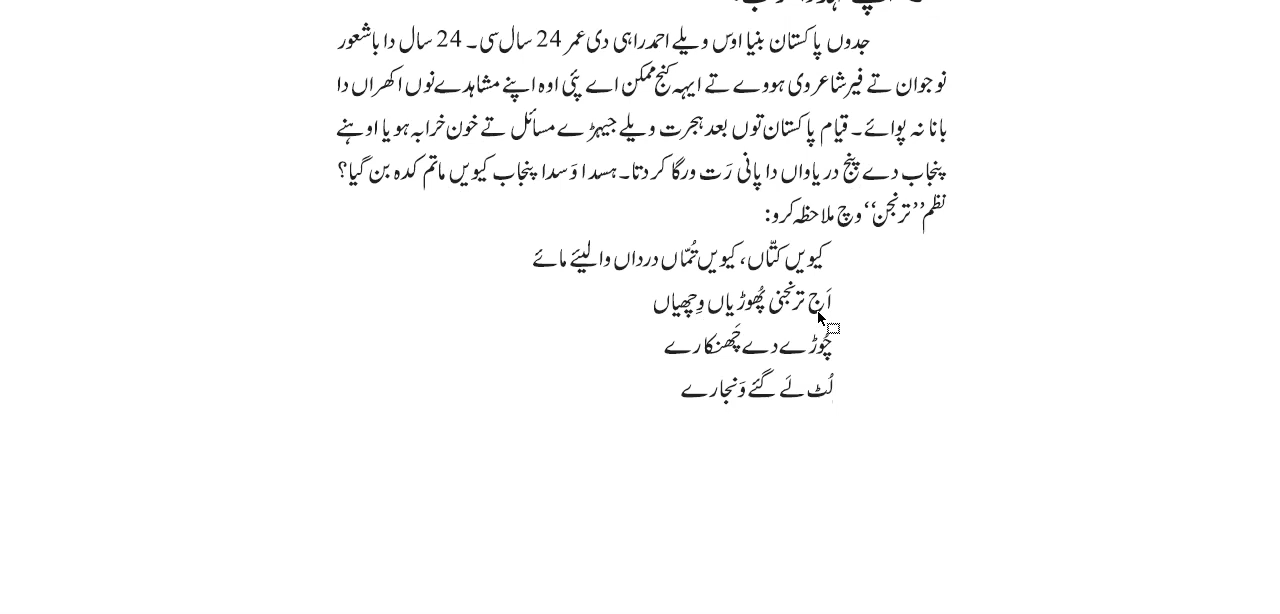 جدوں پاکستان بنیا اوس ویلے احمد راہی دی عمر 24 سال سی۔ 24 سال دا باشعور
نوجوان تے فیر شاعر وی ہووے تے ایہہ کنج ممکن اے پئی اوہ اپنے مشاہدے نوں اکھراں دا
بانا نہ پوائے۔ قیام پاکستان توں بعد ہجرت ویلے جیہڑے مسائل تے خون خرابہ ہویا اوہنے
پنجاب دے پنج دریاواں دا پانی رَت ورگا کر دتا۔ ہسدا وَسدا پنجاب کیویں ماتم کدہ بن گیا؟
نظم ’’ترنجن‘‘ وچ ملاحظہ کرو:
کیویں کتّاں، کیویں تُمّاں درداں والیئے مائے
اَج ترنجنی پُھوڑیاں وِچھیاں
چُوڑے دے چَھنکارے
لُٹ لَے گئے وَنجارے